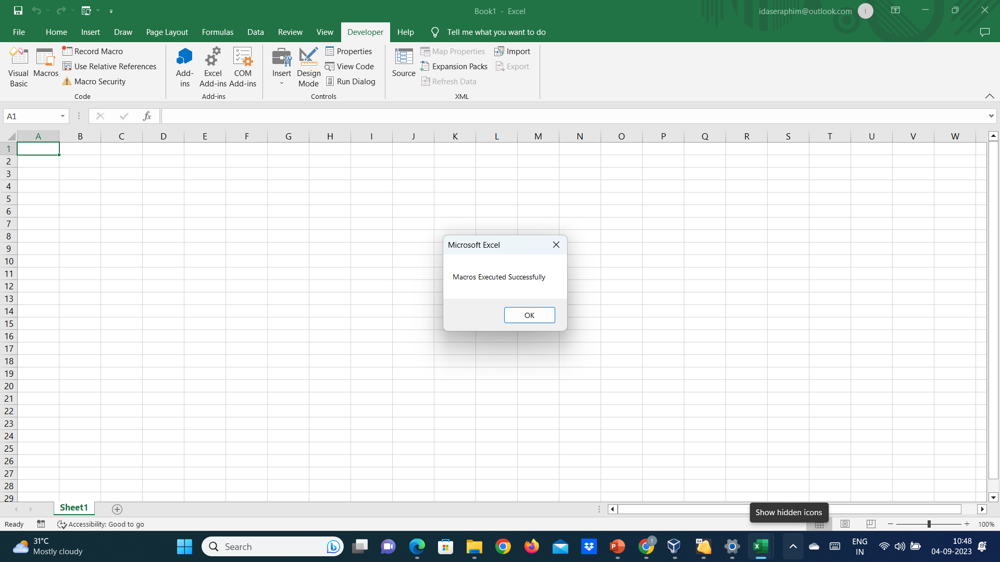 Book1 - Excel
idaseraphim@outlook.com
I
File Home Insert Draw Page Layout Formulas Data Review View Developer Help Tell me what you want to do
Visual Basic
Macros
Record Macro
Use Relative References
Macro Security
Code
Add-ins
Excel Add-ins
COM Add-ins
Add-ins
Insert
Design Mode
Properties
View Code
Run Dialog
Controls
Source
Map Properties
Expansion Packs
Refresh Data
Import
Export
XML
A1
fx
A B C D E F G H I J K L M N O P Q R S T U V W
1
2
3
4
5
6
7
8
9
10
11
12
13
14
15
16
17
18
19
20
21
22
23
24
25
26
27
28
29
Microsoft Excel
Macros Executed Successfully
OK
Sheet1
Show hidden icons
Ready
Accessibility: Good to go
100%
31°C
Mostly cloudy
Search
P
I
64
ENG
IN
10:48
04-09-2023